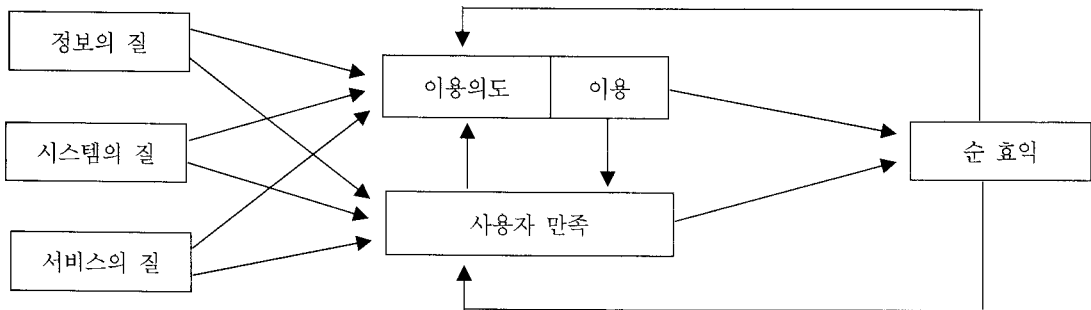 정보의 질
이용의도
이용
시스템의 질
순 효익
사용자 만족
서비스의 질